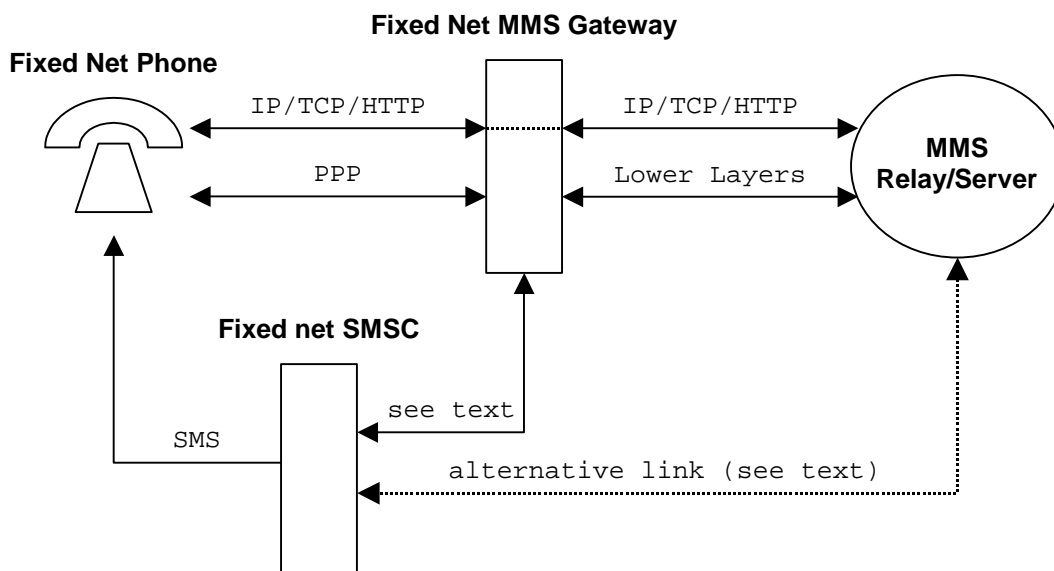 Fixed Net MMS Gateway
Fixed Net Phone
IP/TCP/HTTP
IP/TCP/HTTP
PPP
Lower Layers
MMS
Relay/Server
Fixed net SMSC
see text
SMS
alternative link (see text)